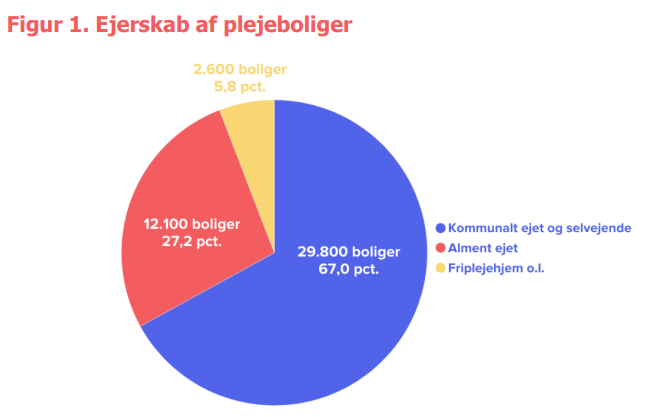 Figur 1. Ejerskab af plejeboliger
2.600 boliger
5,8 pct.
12.100 boliger
27,2 pct.
29.800 boliger
67,0 pct.
Kommunalt ejet og selvejende
Alment ejet
Friplejehjem o.l.